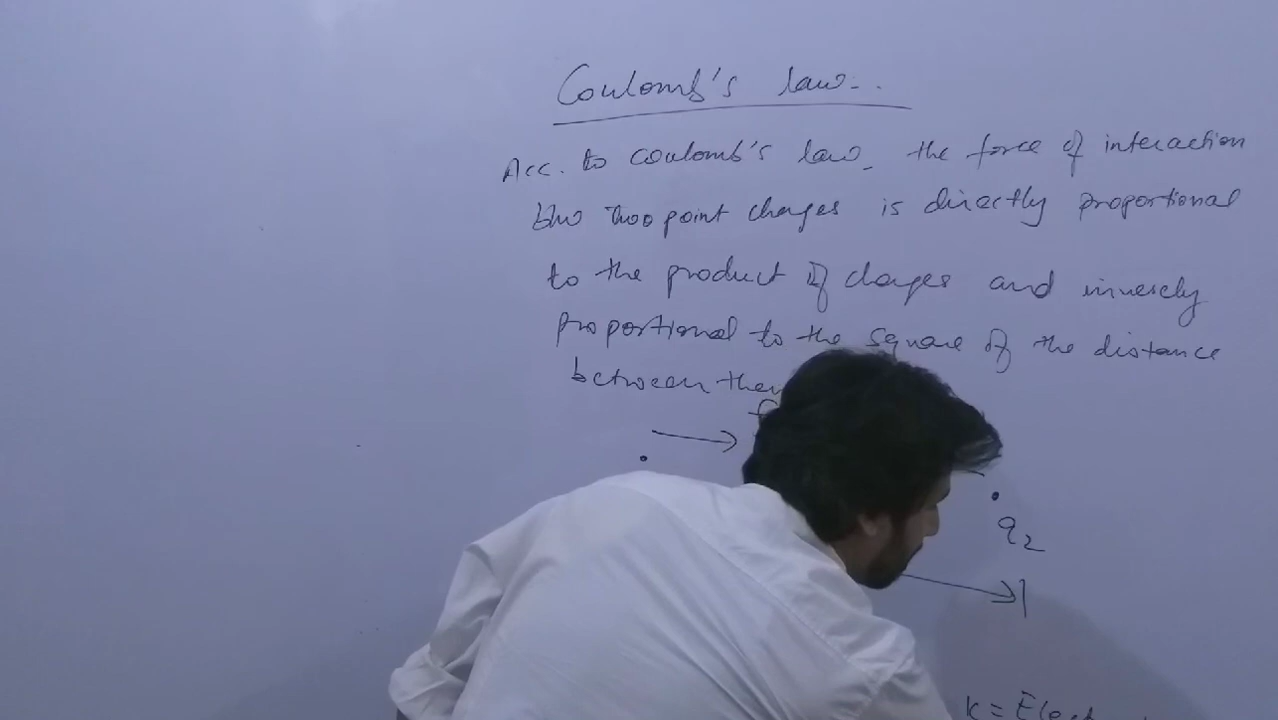 Coulomb's law..
Acc. to Coulomb's law, the force of interaction
btw two point charges is directly proportional
to the product of charges and inversely
proportional to the square of the distance
between them
f
q2
K = Elect